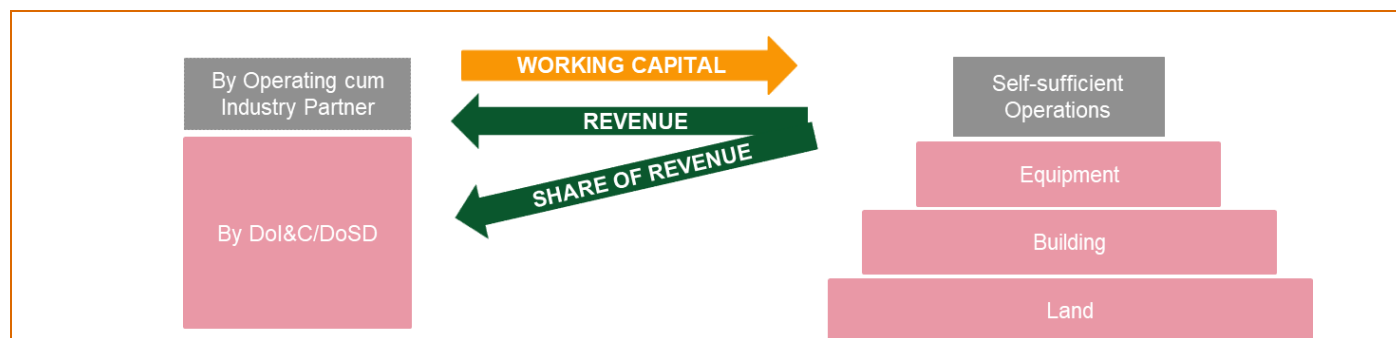 By Operating cum
Industry Partner
By DoI&C/DoSD
WORKING CAPITAL
REVENUE
SHARE OF REVENUE
Self-sufficient
Operations
Equipment
Building
Land